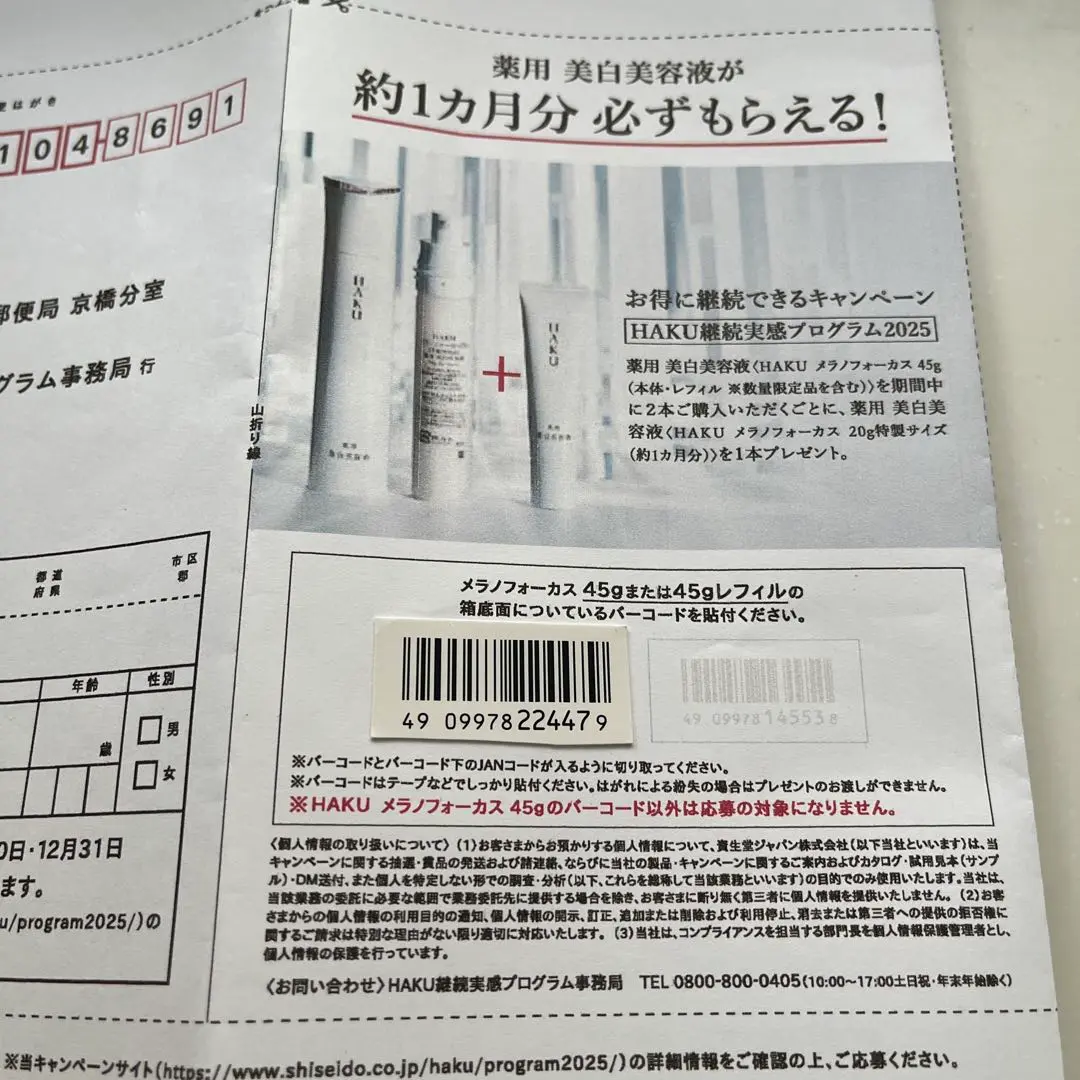 便はがき
1048691
郵便局 京橋分室
グラム事務局 行
都道
府県
市区
郡
年齢
性別
歳
男
女
0日・12月31日
ます。
u/program2025/)の
山折り線
薬用 美白美容液が
約1カ月分 必ずもらえる!
HAKU
薬用
美白美容液
HAKU
HAKU
薬用
美白美容液
+
お得に継続できるキャンペーン
HAKU継続実感プログラム2025
薬用 美白美容液〈HAKU メラノフォーカス 45g
(本体・レフィル ※数量限定品を含む)〉を期間中
に2本ご購入いただくごとに、薬用 美白美
容液〈HAKU メラノフォーカス 20g特製サイズ
(約1カ月分)〉を1本プレゼント。
メラノフォーカス 45gまたは45gレフィルの
箱底面についているバーコードを貼付ください。
49 09978 224479
49 09978 145538
※バーコードとバーコード下のJANコードが入るように切り取ってください。
※バーコードはテープなどでしっかり貼付ください。はがれによる紛失の場合はプレゼントのお渡しができません。
※HAKU メラノフォーカス 45gのバーコード以外は応募の対象になりません。
〈個人情報の取り扱いについて〉(1)お客さまからお預かりする個人情報について、資生堂ジャパン株式会社(以下当社といいます)は、当
キャンペーンに関する抽選・賞品の発送および諸連絡、ならびに当社の製品・キャンペーンに関するご案内およびカタログ・試用見本(サンプ
ル)・DM送付、また個人を特定しない形での調査・分析(以下、これらを総称して当該業務といいます)の目的でのみ使用いたします。当社は、
当該業務の委託に必要な範囲で業務委託先に提供する場合を除き、お客さまに断り無く第三者に個人情報を提供いたしません。(2)お客
さまからの個人情報の利用目的の通知、個人情報の開示、訂正、追加または削除および利用停止、消去または第三者への提供の拒否権に
関するご請求は特別な理由がない限り適切に対応いたします。(3)当社は、コンプライアンスを担当する部門長を個人情報保護管理者とし、
個人情報の保護を行っています。
〈お問い合わせ〉HAKU継続実感プログラム事務局 TEL 0800-800-0405(10:00〜17:00土日祝・年末年始除く)
※当キャンペーンサイト(https://www.shiseido.co.jp/haku/program2025/)の詳細情報をご確認の上、ご応募ください。